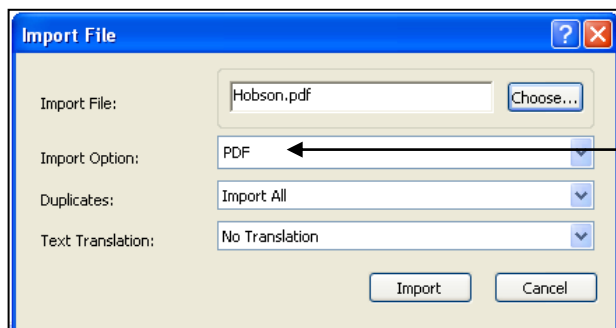 Import File
Import File: Hobson.pdf Choose...
Import Option: PDF
Duplicates: Import All
Text Translation: No Translation
Import Cancel